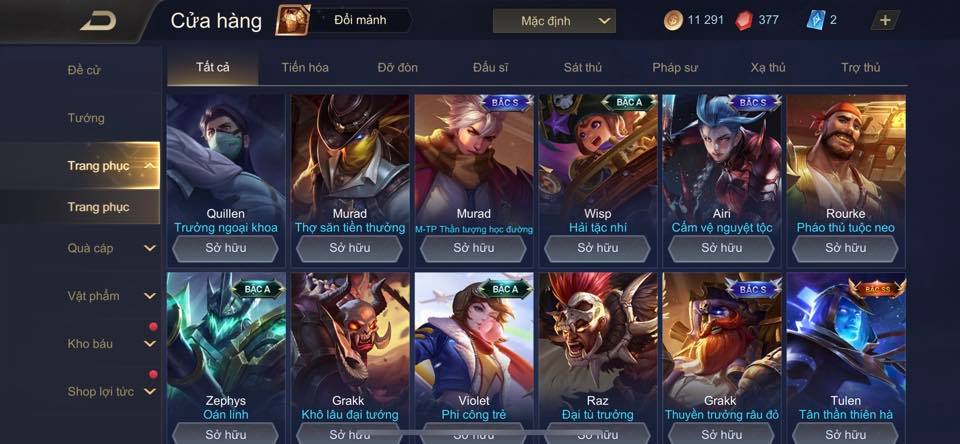 Cửa hàng
Đổi mảnh
Mặc định
11 291
377
2
Đề cử
Tướng
Trang phục
Trang phục
Quà cáp
Vật phẩm
Kho báu
Shop lợi tức
Tất cả
Tiến hóa
Đỡ đòn
Đấu sĩ
Sát thủ
Pháp sư
Xạ thủ
Trợ thủ
Quillen
Trưởng ngoại khoa
Sở hữu
Murad
Thợ săn tiền thưởng
Sở hữu
BẬC S
Murad
M-TP Thần tượng học đường
Sở hữu
BẬC A
Wisp
Hải tặc nhí
Sở hữu
BẬC S
Airi
Cẩm vệ nguyệt tộc
Sở hữu
Rourke
Pháo thủ tuộc neo
Sở hữu
BẬC A
Zephys
Oán linh
Sở hữu
Grakk
Khô lâu đại tướng
Sở hữu
BẬC A
Violet
Phi công trẻ
Sở hữu
Raz
Đại tù trưởng
Sở hữu
BẬC S
Grakk
Thuyền trưởng râu đỏ
Sở hữu
BẬC SS
Tulen
Tân thần thiên hà
Sở hữu